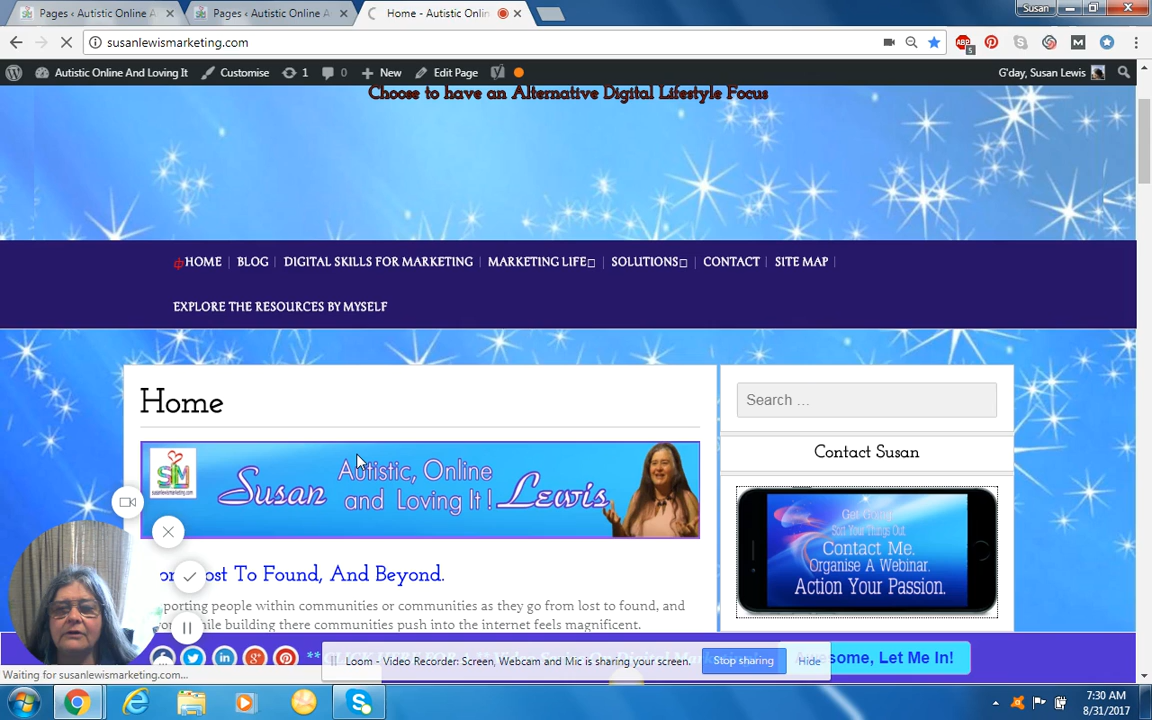 Pages ‹ Autistic Online A
Pages ‹ Autistic Online A
Home - Autistic Onlin
Susan
susanlewismarketing.com
ABP
5
M
Autistic Online And Loving It
Customise
1
0
New
Edit Page
G'day, Susan Lewis
Choose to have an Alternative Digital Lifestyle Focus
HOME
BLOG
DIGITAL SKILLS FOR MARKETING
MARKETING LIFE
SOLUTIONS
CONTACT
SITE MAP
EXPLORE THE RESOURCES BY MYSELF
Home
Search ...
SLM
susanlewismarketing.com
Susan
Autistic, Online
and Loving It !
Lewis
Contact Susan
Get Going.
Sort Your Things Out.
Contact Me.
Organise A Webinar.
Action Your Passion.
ost To Found, And Beyond.
porting people within communities or communities as they go from lost to found, and
while building there communities push into the internet feels magnificent.
Loom - Video Recorder: Screen, Webcam and Mic is sharing your screen.
Stop sharing
Hide
some, Let Me In!
Waiting for susanlewismarketing.com...
7:30 AM
8/31/2017